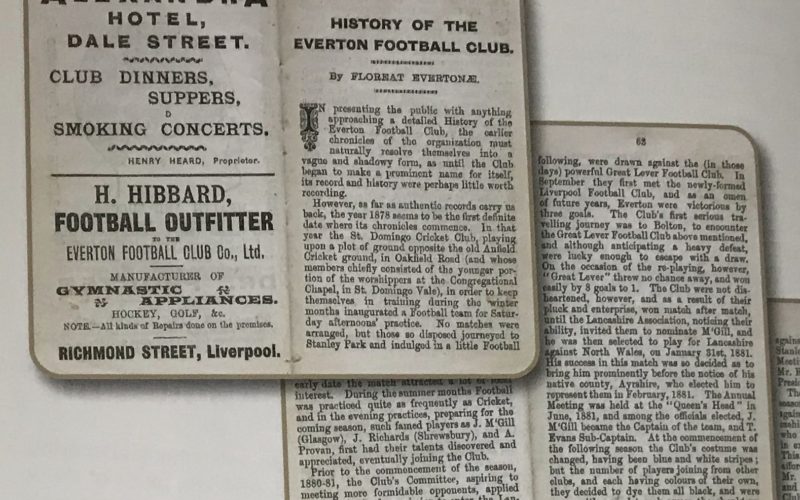 ALEXANDRA
HOTEL,
DALE STREET.
CLUB DINNERS,
SUPPERS,
&
SMOKING CONCERTS.
HENRY HEARD, Proprietor.
H. HIBBARD,
FOOTBALL OUTFITTER
TO THE
EVERTON FOOTBALL CLUB Co., Ltd.
MANUFACTURER OF
GYMNASTIC
APPLIANCES.
HOCKEY, GOLF, &c.
NOTE.—All kinds of Repairs done on the premises.
RICHMOND STREET, Liverpool.
HISTORY OF THE
EVERTON FOOTBALL CLUB.
By FLOREAT EVERTONÆ.
IN presenting the public with anything
approaching a detailed History of the
Everton Football Club, the earlier
chronicles of the organization must
naturally resolve themselves into a
vague and shadowy form, as until the Club
began to make a prominent name for itself,
its record and history were perhaps little worth
recording.
However, as far as authentic records carry us
back, the year 1878 seems to be the first definite
date where its chronicles commence. In that
year the St. Domingo Cricket Club, playing
upon a plot of ground opposite the old Anfield
Cricket ground, in Oakfield Road (and whose
members chiefly consisted of the younger por-
tion of the worshippers at the Congregational
Chapel, in St. Domingo Vale), in order to keep
themselves in training during the winter
months inaugurated a Football team for Satur-
day afternoons' practice. No matches were
arranged, but those so disposed journeyed to
Stanley Park and indulged in a little Football
early date the match attracted a lot of local
interest. During the summer months Football
was practiced quite as frequently as Cricket,
and in the evening practices, preparing for the
coming season, such famed players as J. M'Gill
(Glasgow), J. Richards (Shrewsbury), and A.
Provan, first had their talents discovered and
appreciated, eventually joining the Club.
Prior to the commencement of the season,
1880-81, the Club's Committee, aspiring to
meeting more formidable opponents, applied
63
following, were drawn against the (in those
days) powerful Great Lever Football Club. In
September they first met the newly-formed
Liverpool Football Club, and as an omen
of future years, Everton were victorious by
three goals. The Club's first serious tra-
velling journey was to Bolton, to encounter
the Great Lever Football Club above mentioned,
and although anticipating a heavy defeat,
were lucky enough to escape with a draw.
On the occasion of the re-playing, however,
"Great Lever" threw no chance away, and won
easily by 8 goals to 1. The Club were not dis-
heartened, however, and as a result of their
pluck and enterprise, won match after match,
until the Lancashire Association, noticing their
ability, invited them to nominate J. M'Gill, and
he was then selected to play for Lancashire
against North Wales, on January 31st, 1881.
His success in this match was so decided as to
bring him prominently before the notice of his
native county, Ayrshire, who elected him to
represent them in February, 1881. The Annual
Meeting was held at the "Queen's Head" in
June, 1881, and among the officials elected, J.
M'Gill became the Captain of the team, and T.
Evans Sub-Captain. At the commencement of
the following season the Club's costume was
changed, having been blue and white stripes;
but the number of players joining from other
clubs, and each having colours of their own,
they decided to dye them all black, and were